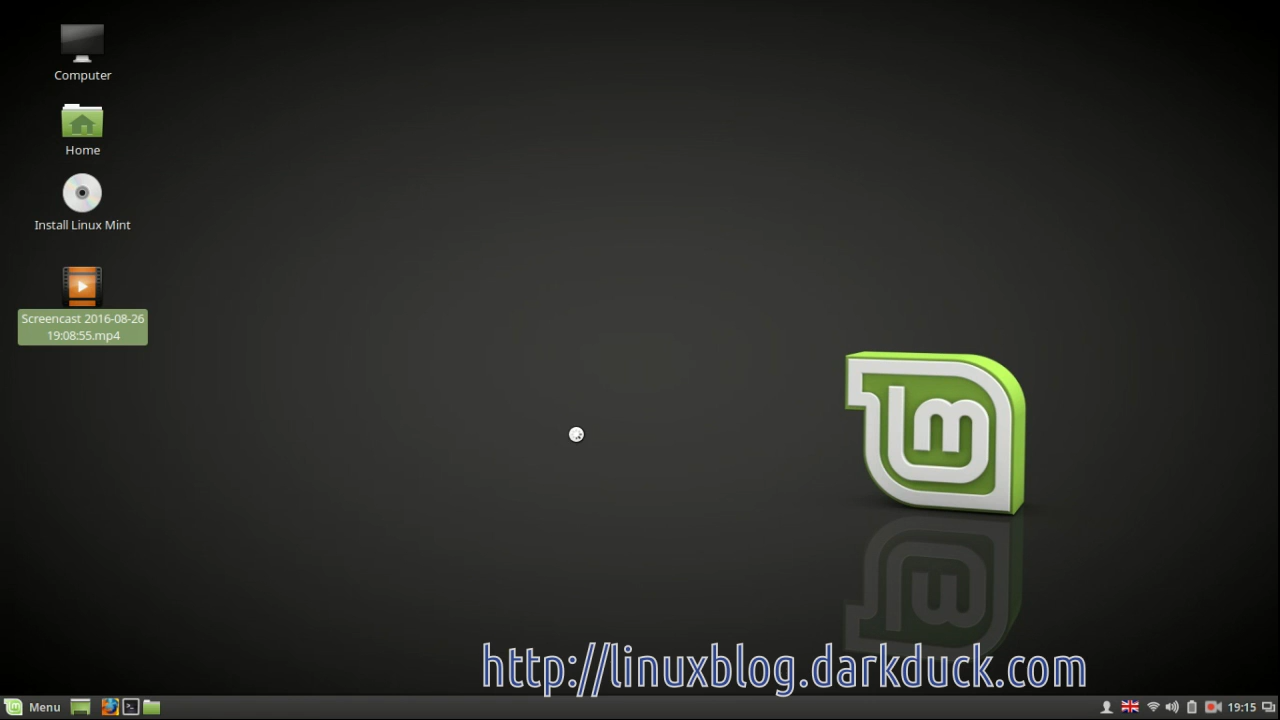 Computer
Home
Install Linux Mint
Screencast 2016-08-26
19:08:55.mp4
lm
http://linuxblog.darkduck.com
Menu
19:15